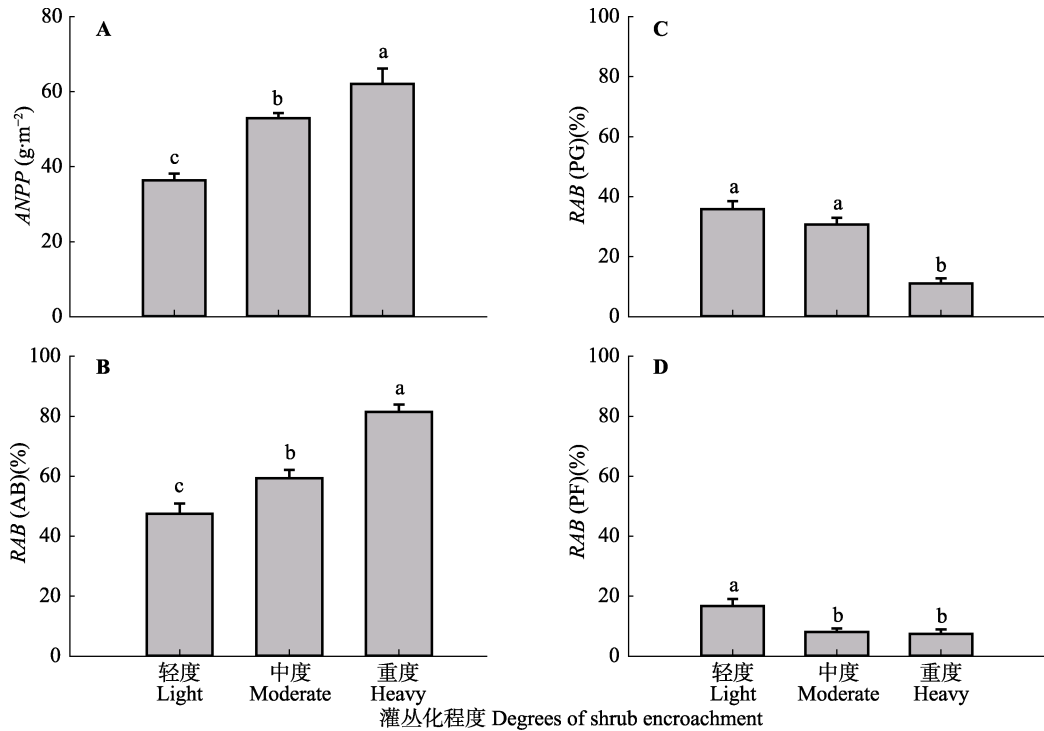 A
ANPP (g·m⁻²)
80
60
40
20
0
c
b
a
C
RAB (PG)(%)
100
80
60
40
20
0
a
a
b
B
RAB (AB)(%)
100
80
60
40
20
0
c
b
a
轻度
Light
中度
Moderate
重度
Heavy
D
RAB (PF)(%)
100
80
60
40
20
0
a
b
b
轻度
Light
中度
Moderate
重度
Heavy
灌丛化程度 Degrees of shrub encroachment